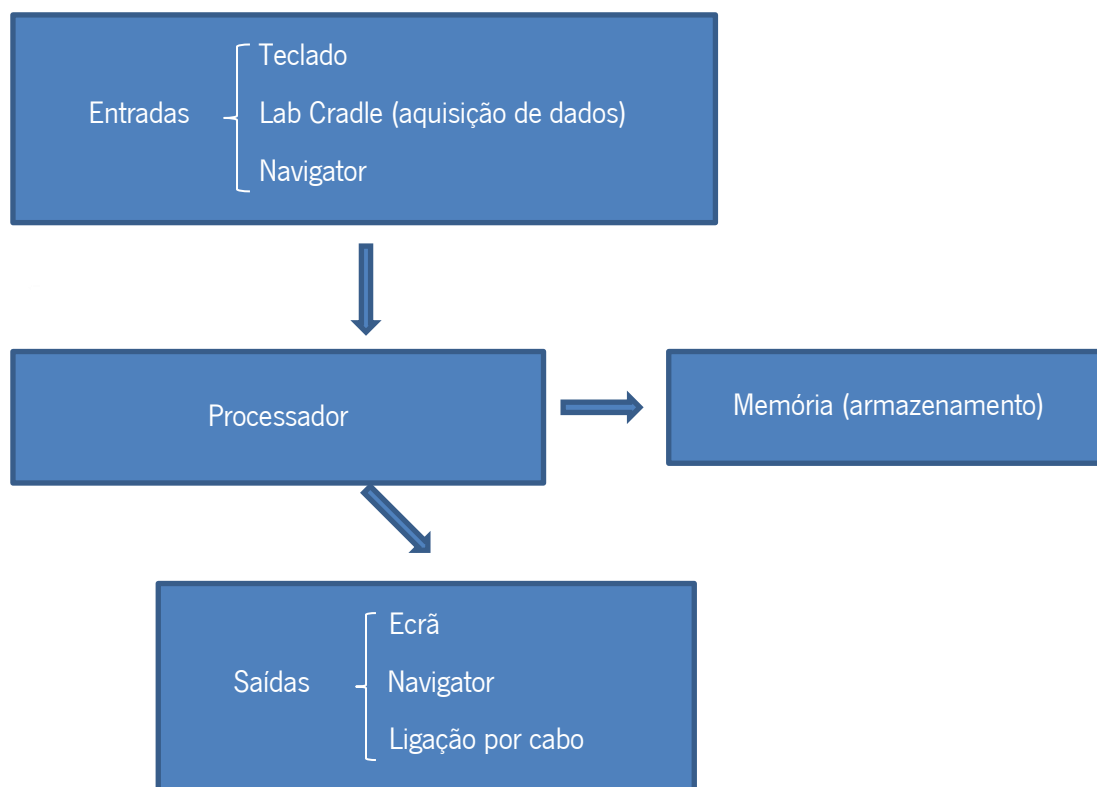 Teclado
Entradas
Lab Cradle (aquisição de dados)
Navigator
Processador
Memória (armazenamento)
Ecrã
Saídas
Navigator
Ligação por cabo